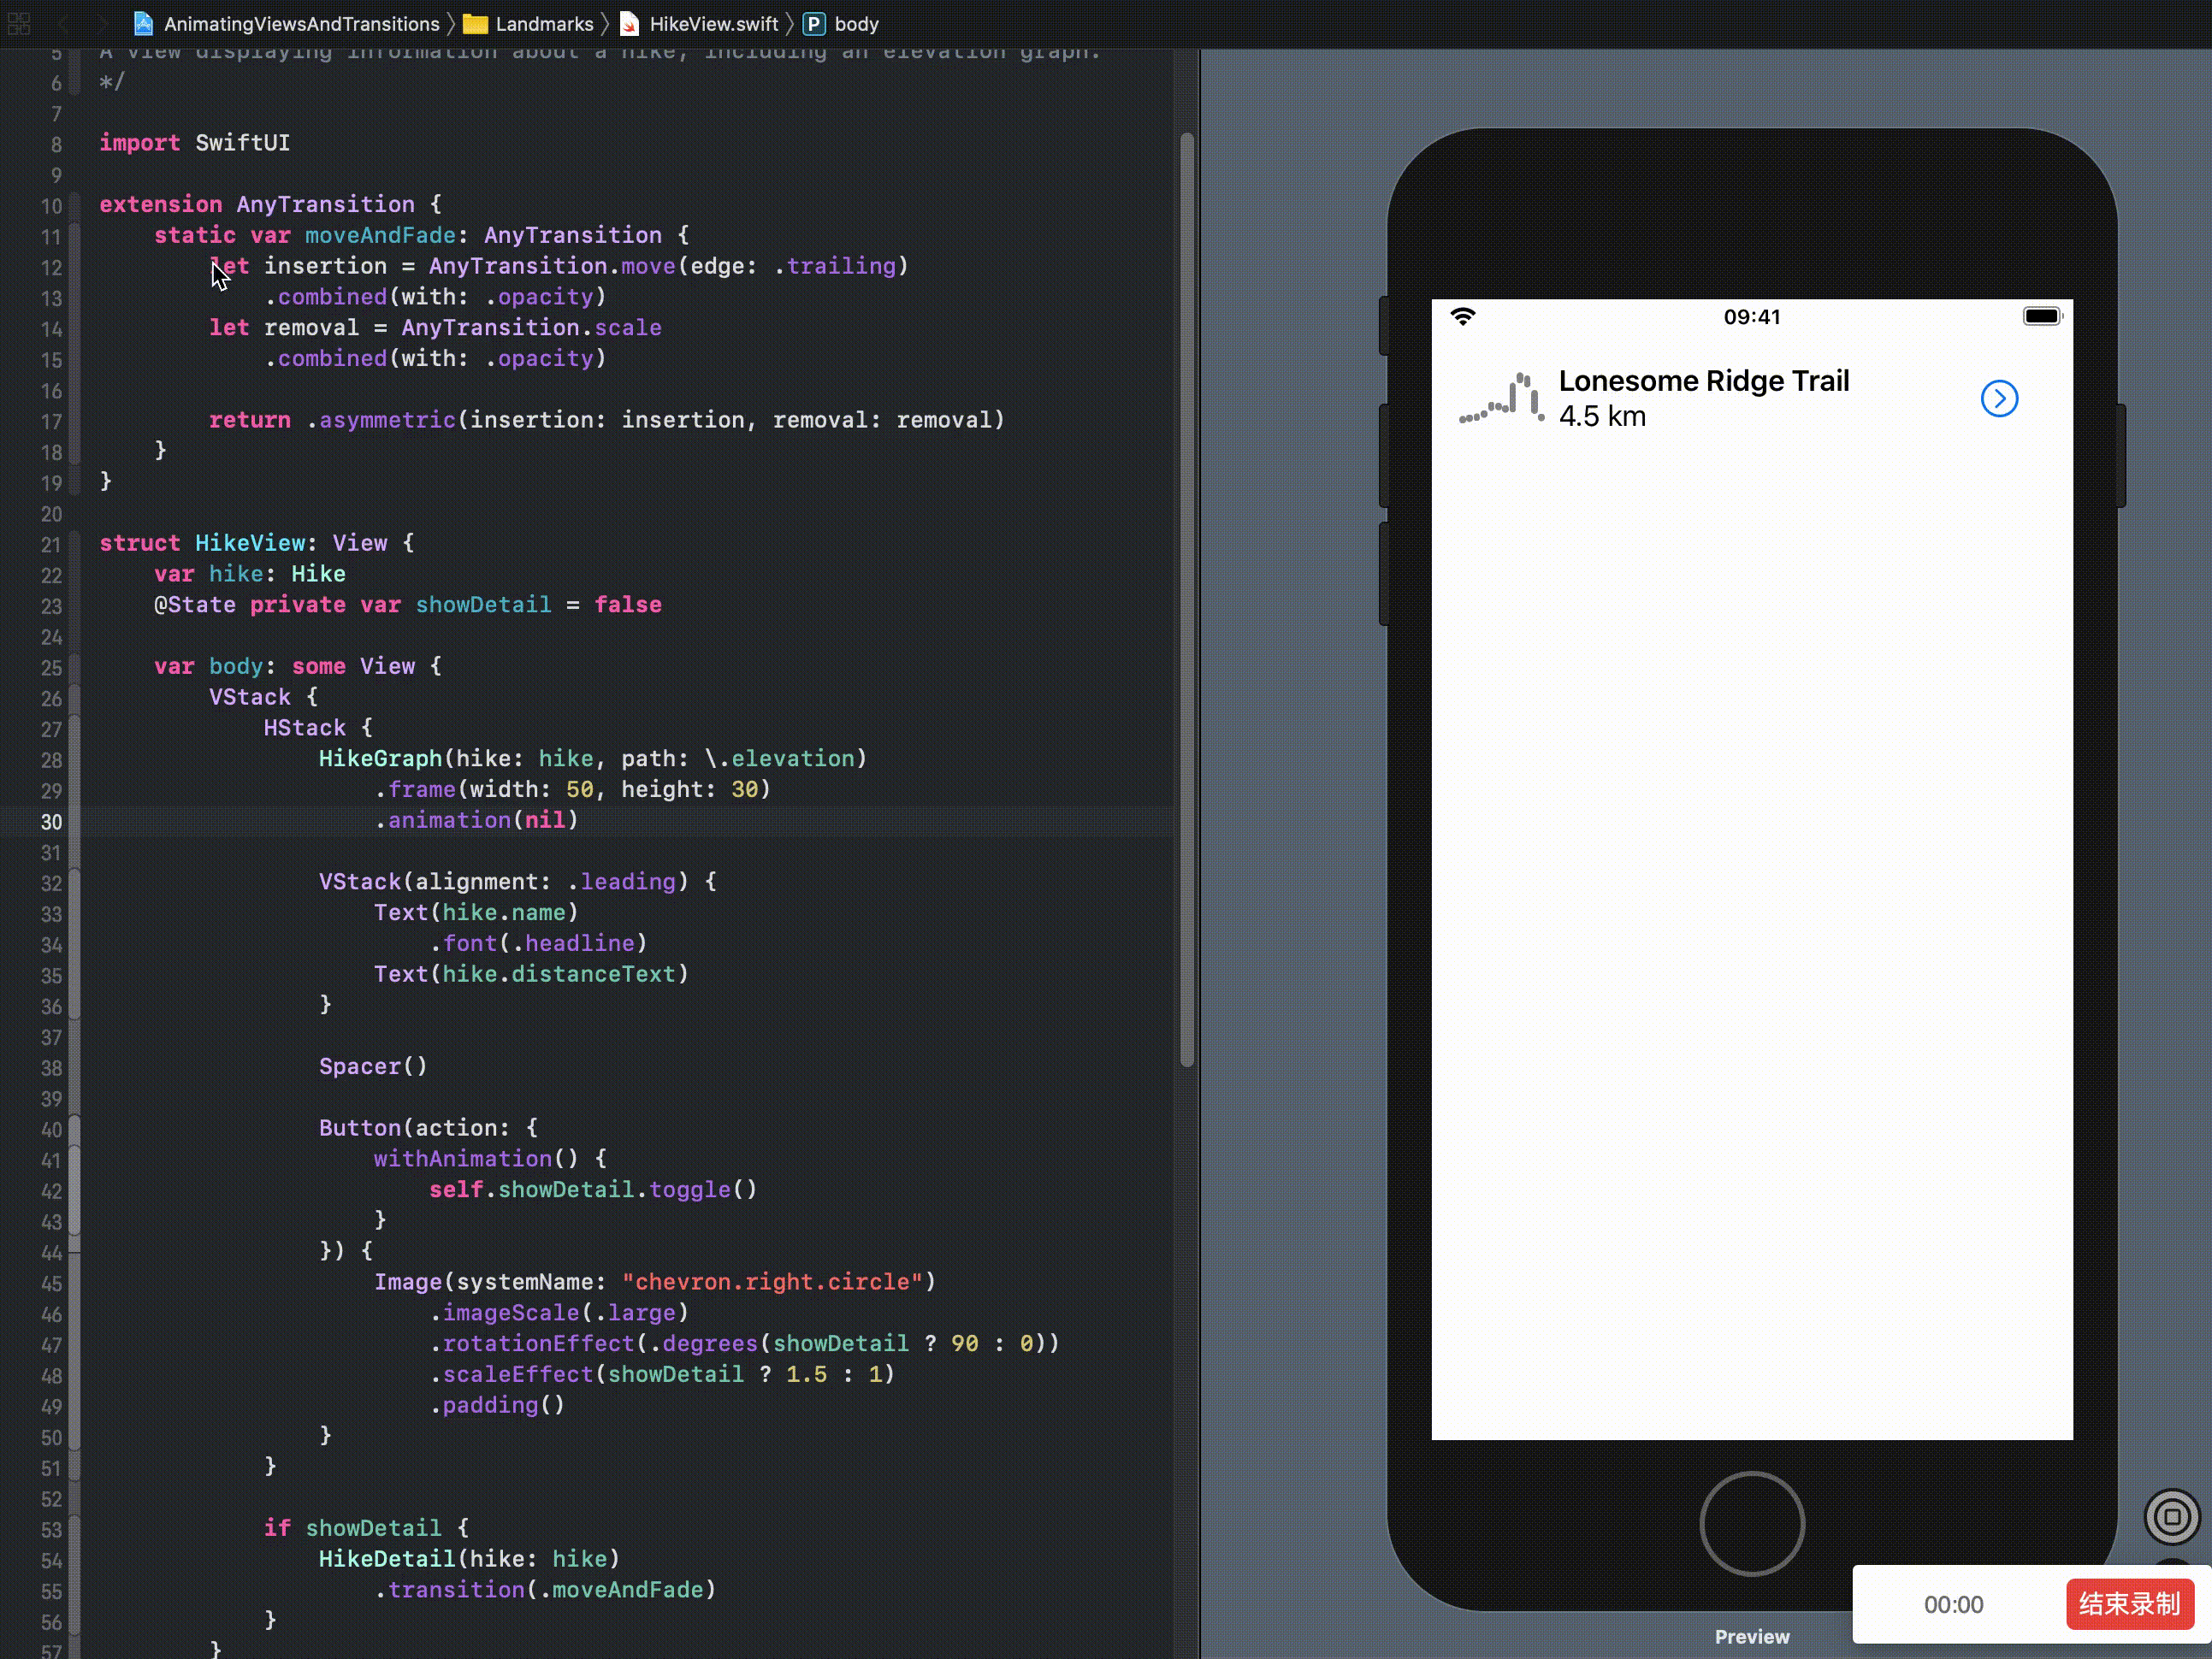 AnimatingViewsAndTransitions 〉 Landmarks 〉 HikeView.swift 〉 P body
5 A view displaying information about a hike, including an elevation graph.
6 */
7
8 import SwiftUI
9
10 extension AnyTransition {
11     static var moveAndFade: AnyTransition {
12         let insertion = AnyTransition.move(edge: .trailing)
13             .combined(with: .opacity)
14         let removal = AnyTransition.scale
15             .combined(with: .opacity)
16
17         return .asymmetric(insertion: insertion, removal: removal)
18     }
19 }
20
21 struct HikeView: View {
22     var hike: Hike
23     @State private var showDetail = false
24
25     var body: some View {
26         VStack {
27             HStack {
28                 HikeGraph(hike: hike, path: \.elevation)
29                     .frame(width: 50, height: 30)
30                     .animation(nil)
31
32                 VStack(alignment: .leading) {
33                     Text(hike.name)
34                         .font(.headline)
35                     Text(hike.distanceText)
36                 }
37
38                 Spacer()
39
40                 Button(action: {
41                     withAnimation() {
42                         self.showDetail.toggle()
43                     }
44                 }) {
45                     Image(systemName: "chevron.right.circle")
46                         .imageScale(.large)
47                         .rotationEffect(.degrees(showDetail ? 90 : 0))
48                         .scaleEffect(showDetail ? 1.5 : 1)
49                         .padding()
50                 }
51             }
52
53             if showDetail {
54                 HikeDetail(hike: hike)
55                     .transition(.moveAndFade)
56             }
57         }
09:41
Lonesome Ridge Trail
4.5 km
00:00
结束录制
Preview